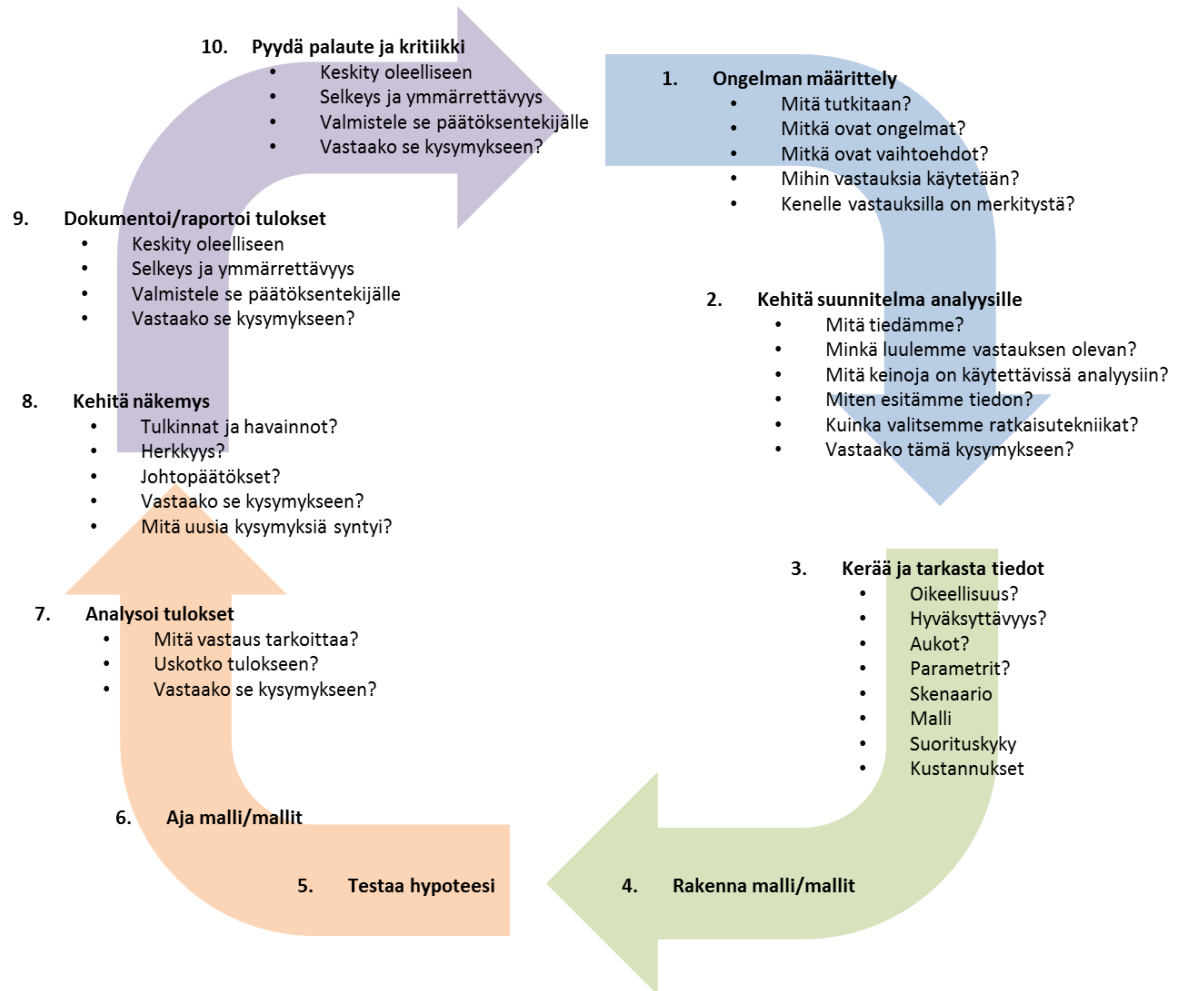 10. Pyydä palaute ja kritiikki
• Keskity oleelliseen
• Selkeys ja ymmärrettävyys
• Valmistele se päätöksentekijälle
• Vastaako se kysymykseen?
1. Ongelman määrittely
• Mitä tutkitaan?
• Mitkä ovat ongelmat?
• Mitkä ovat vaihtoehdot?
• Mihin vastauksia käytetään?
• Kenelle vastauksilla on merkitystä?
2. Kehitä suunnitelma analyysille
• Mitä tiedämme?
• Minkä luulemme vastauksen olevan?
• Mitä keinoja on käytettävissä analyysiin?
• Miten esitämme tiedon?
• Kuinka valitsemme ratkaisutekniikat?
• Vastaako tämä kysymykseen?
3. Kerää ja tarkasta tiedot
• Oikeellisuus?
• Hyväksyttävyys?
• Aukot?
• Parametrit?
• Skenaario
• Malli
• Suorituskyky
• Kustannukset
4. Rakenna malli/mallit
5. Testaa hypoteesi
6. Aja malli/mallit
7. Analysoi tulokset
• Mitä vastaus tarkoittaa?
• Uskotko tulokseen?
• Vastaako se kysymykseen?
8. Kehitä näkemys
• Tulkinnat ja havainnot?
• Herkkyys?
• Johtopäätökset?
• Vastaako se kysymykseen?
• Mitä uusia kysymyksiä syntyi?
9. Dokumentoi/raportoi tulokset
• Keskity oleelliseen
• Selkeys ja ymmärrettävyys
• Valmistele se päätöksentekijälle
• Vastaako se kysymykseen?